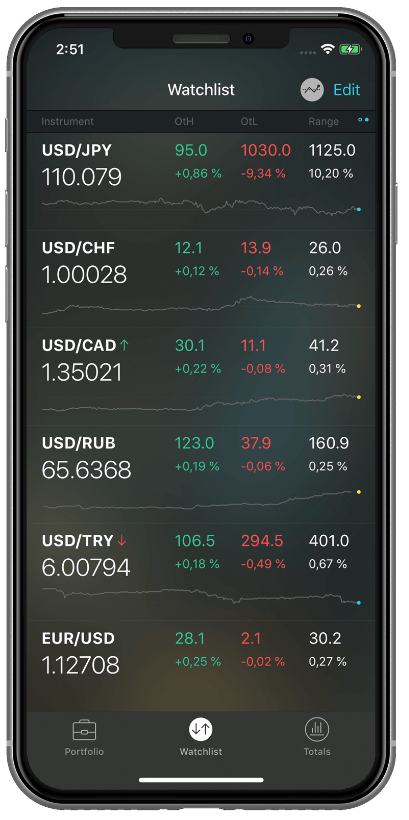 2:51
Watchlist Edit
Instrument OtH OtL Range
USD/JPY 95.0 1030.0 1125.0
110.079 +0,86 % -9,34 % 10,20 %
USD/CHF 12.1 13.9 26.0
1.00028 +0,12 % -0,14 % 0,26 %
USD/CAD↑ 30.1 11.1 41.2
1.35021 +0,22 % -0,08 % 0,31 %
USD/RUB 123.0 37.9 160.9
65.6368 +0,19 % -0,06 % 0,25 %
USD/TRY↓ 106.5 294.5 401.0
6.00794 +0,18 % -0,49 % 0,67 %
EUR/USD 28.1 2.1 30.2
1.12708 +0,25 % -0,02 % 0,27 %
Portfolio Watchlist Totals